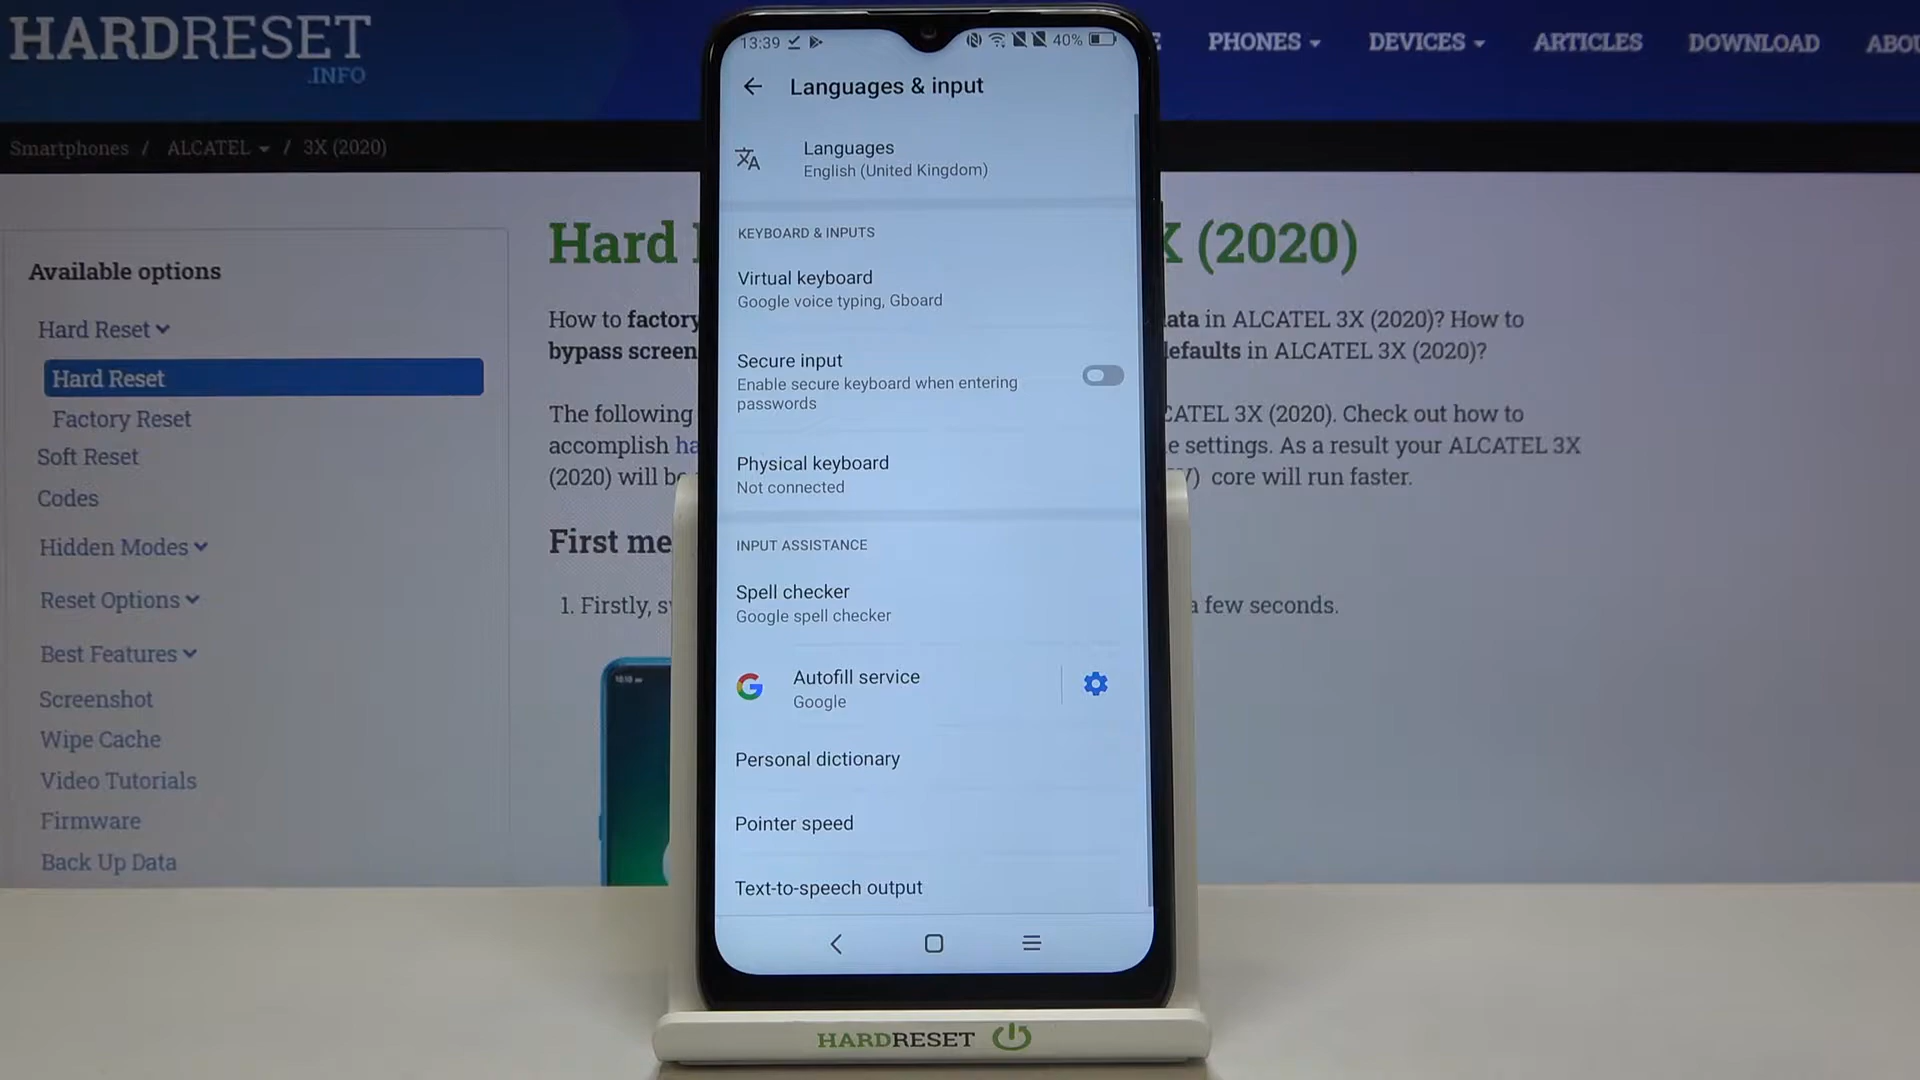 HARDRESET
.INFO
PHONES
DEVICES
ARTICLES
DOWNLOAD
Smartphones / ALCATEL / 3X (2020)
Available options
Hard Reset
Hard Reset
Factory Reset
Soft Reset
Codes
Hidden Modes
Reset Options
Best Features
Screenshot
Wipe Cache
Video Tutorials
Firmware
Back Up Data
Hard
(2020)
How to factory
in ALCATEL 3X (2020)? How to
bypass screen
in ALCATEL 3X (2020)?
The following
3X (2020). Check out how to
accomplish
settings. As a result your ALCATEL 3X
(2020) will
core will run faster.
First
1. Firstly,
a few seconds.
13:39
40%
Languages & input
Languages
English (United Kingdom)
KEYBOARD & INPUTS
Virtual keyboard
Google voice typing, Gboard
Secure input
Enable secure keyboard when entering
passwords
Physical keyboard
Not connected
INPUT ASSISTANCE
Spell checker
Google spell checker
Autofill service
Google
Personal dictionary
Pointer speed
Text-to-speech output
HARDRESET